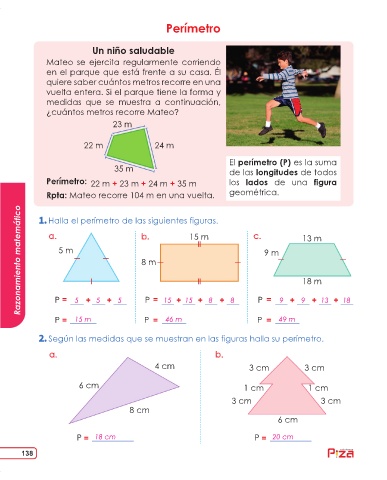 Perímetro
Un niño saludable
Mateo se ejercita regularmente corriendo
en el parque que está frente a su casa. Él
quiere saber cuántos metros recorre en una
vuelta entera. Si el parque tiene la forma y
medidas que se muestra a continuación,
¿cuántos metros recorre Mateo?
23 m
22 m 24 m
35 m
Perímetro: 22 m + 23 m + 24 m + 35 m
Rpta: Mateo recorre 104 m en una vuelta.
El perímetro (P) es la suma
de las longitudes de todos
los lados de una figura
geométrica.
Razonamiento matemático
1. Halla el perímetro de las siguientes figuras.
a. b. c.
15 m 13 m
5 m 8 m 9 m
18 m
P = 5 + 5 + 5 P = 15 + 15 + 8 + 8 P = 9 + 9 + 13 + 18
P = 15 m P = 46 m P = 49 m
2. Según las medidas que se muestran en las figuras halla su perímetro.
a. b.
4 cm 3 cm 3 cm
6 cm 1 cm 1 cm
8 cm 3 cm 3 cm
6 cm
P = 18 cm P = 20 cm
138